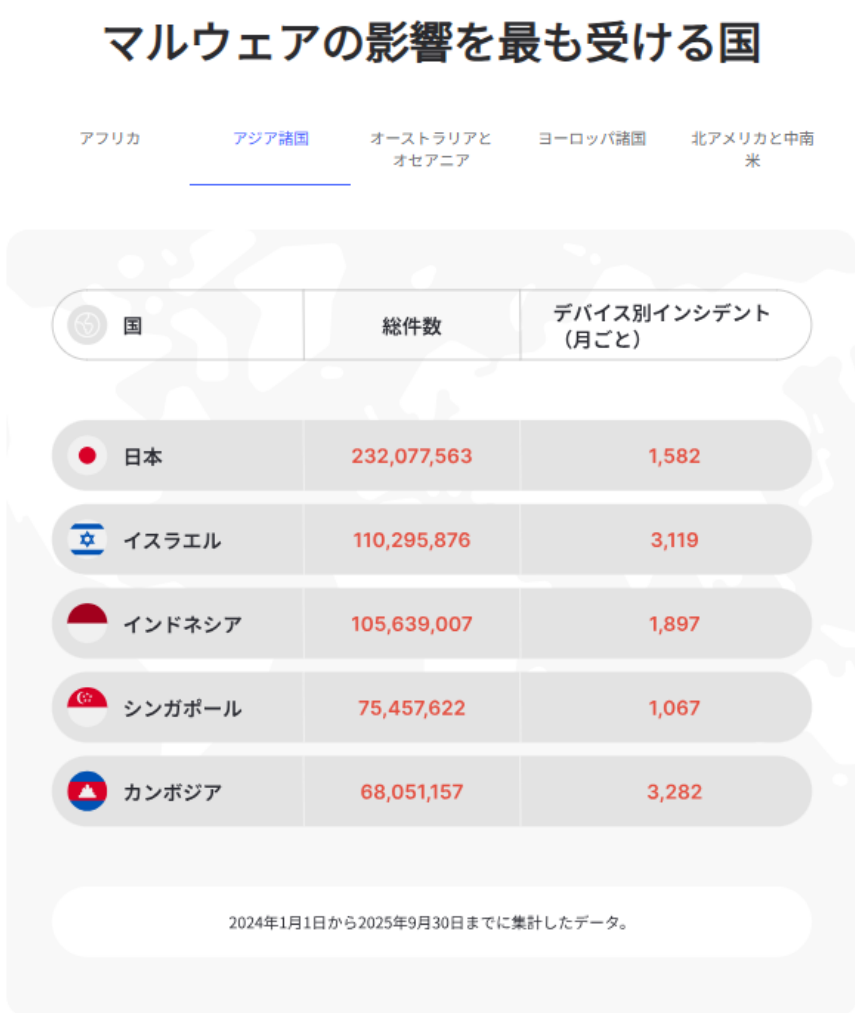 マルウェアの影響を最も受ける国
アフリカ
アジア諸国
オーストラリアと
オセアニア
ヨーロッパ諸国
北アメリカと中南
米
国
総件数
デバイス別インシデント
（月ごと）
日本 232,077,563 1,582
イスラエル 110,295,876 3,119
インドネシア 105,639,007 1,897
シンガポール 75,457,622 1,067
カンボジア 68,051,157 3,282
2024年1月1日から2025年9月30日までに集計したデータ。